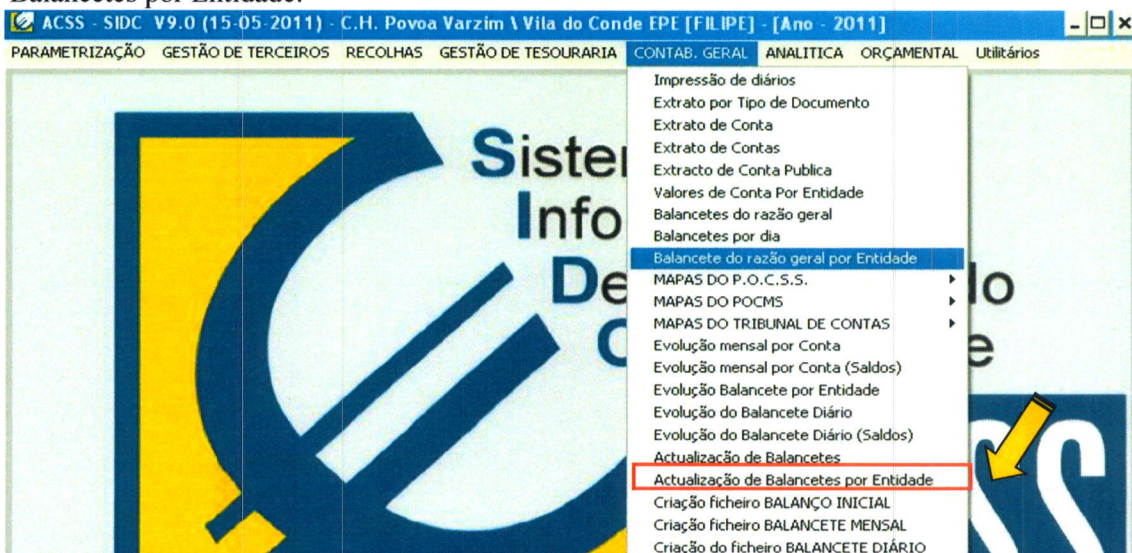 Balancetes por Entidade.
ACSS - SIDC V9.0 (15-05-2011) - C.H. Povoa Varzim \ Vila do Conde EPE [FILIPE] - [Ano - 2011]
PARAMETRIZAÇÃO GESTÃO DE TERCEIROS RECOLHAS GESTÃO DE TESOURARIA CONTAB. GERAL ANALITICA ORÇAMENTAL Utilitários
Impressão de diários
Extrato por Tipo de Documento
Extrato de Conta
Extrato de Contas
Extracto de Conta Publica
Valores de Conta Por Entidade
Balancetes do razão geral
Balancetes por dia
Balancete do razão geral por Entidade
MAPAS DO P.O.C.S.S.
MAPAS DO POCMS
MAPAS DO TRIBUNAL DE CONTAS
Evolução mensal por Conta
Evolução mensal por Conta (Saldos)
Evolução Balancete por Entidade
Evolução do Balancete Diário
Evolução do Balancete Diário (Saldos)
Actualização de Balancetes
Actualização de Balancetes por Entidade
Criação ficheiro BALANÇO INICIAL
Criação ficheiro BALANCETE MENSAL
Criação do ficheiro BALANCETE DIÁRIO
Siste
Info
De
lo
e